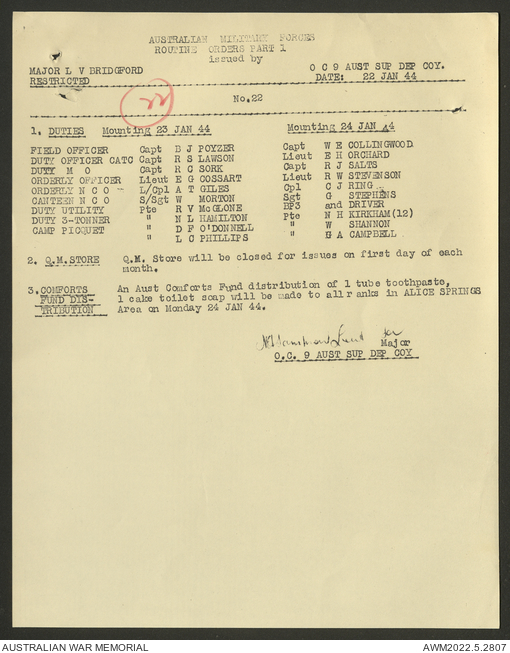 AUSTRALIAN MILITARY FORCES
ROUTINE ORDERS PART 1
issued by
MAJOR L V BRIDGFORD O C 9 AUST SUP DEP COY.
RESTRICTED DATE: 22 JAN 44
No.22
22
1. DUTIES Mounting 23 JAN 44 Mounting 24 JAN 44
FIELD OFFICER Capt B J POYZER Capt W E COLLINGWOOD
DUTY OFFICER CATC Capt R S LAWSON Lieut E H ORCHARD
DUTY M O Capt R C SORK Capt R J SALTS
ORDERLY OFFICER Lieut E G COSSART Lieut R W STEVENSON
ORDERLY N C O - L/Cpl A T GILES Cpl C J RING
CANTEEN N C O S/Sgt W MORTON Sgt G STEPHENS
DUTY UTILITY Pte R V McGLONE BP3 and DRIVER
DUTY 3-TONNER " N L HAMILTON Pte N H KIRKHAM (12)
CAMP PICQUET " D F O'DONNELL " W SHANNON
" L C PHILLIPS " G A CAMPBELL
2. Q.M.STORE Q.M. Store will be closed for issues on first day of each
month.
3.COMFORTS An Aust Comforts Fund distribution of 1 tube toothpaste,
FUND DIS- 1 cake toilet soap will be made to all ranks in ALICE SPRINGS
TRIBUTION Area on Monday 24 JAN 44.
Lieut for
Major
O.C. 9 AUST SUP DEP COY
AUSTRALIAN WAR MEMORIAL AWM2022.5.2807